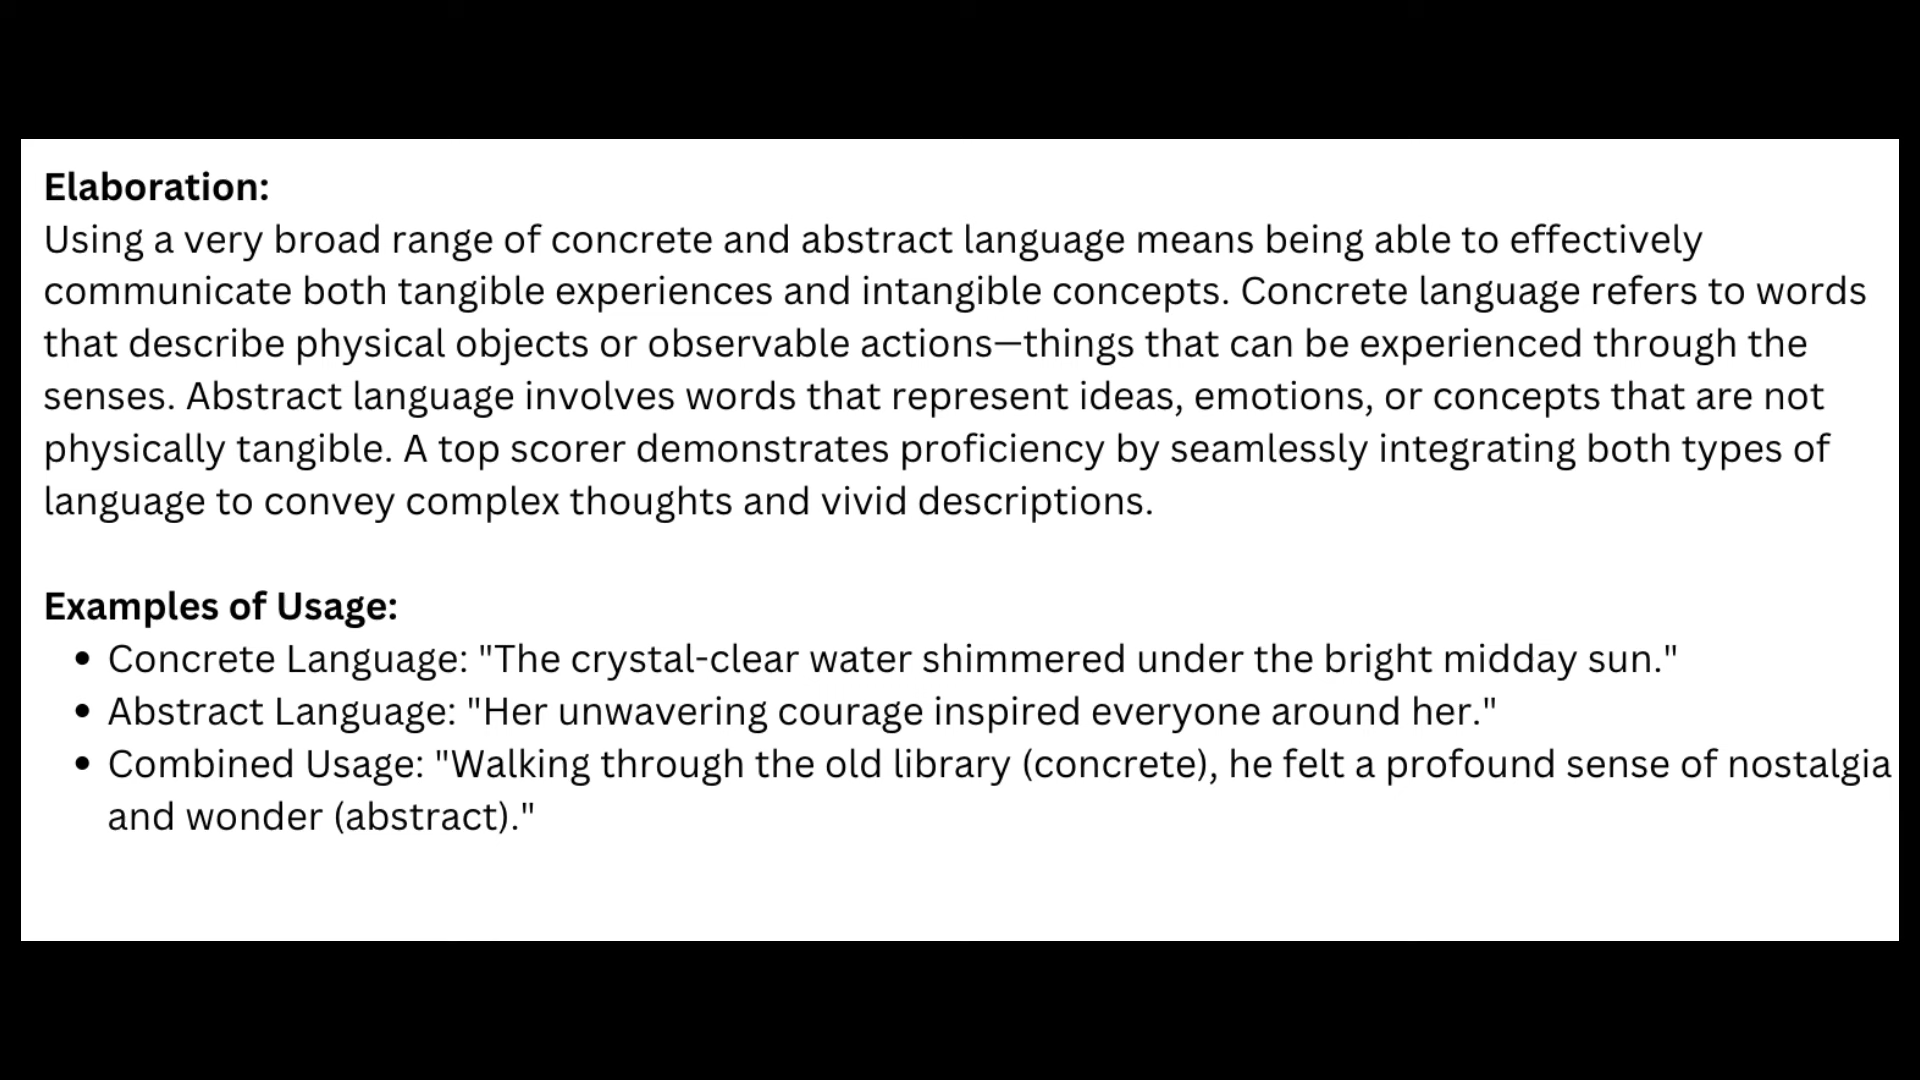 Elaboration:
Using a very broad range of concrete and abstract language means being able to effectively
communicate both tangible experiences and intangible concepts. Concrete language refers to words
that describe physical objects or observable actions—things that can be experienced through the
senses. Abstract language involves words that represent ideas, emotions, or concepts that are not
physically tangible. A top scorer demonstrates proficiency by seamlessly integrating both types of
language to convey complex thoughts and vivid descriptions.
Examples of Usage:
• Concrete Language: "The crystal-clear water shimmered under the bright midday sun."
• Abstract Language: "Her unwavering courage inspired everyone around her."
• Combined Usage: "Walking through the old library (concrete), he felt a profound sense of nostalgia
and wonder (abstract)."